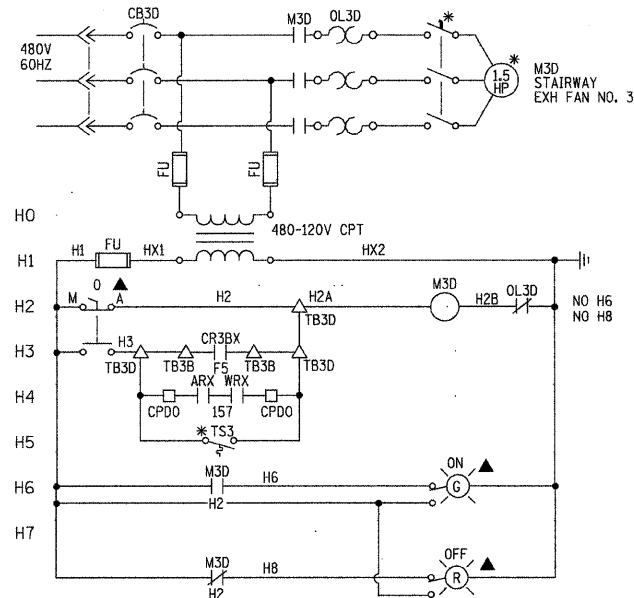 CB3D
M3D OL3D *
480V
60HZ
1.5
HP
*
M3D
STAIRWAY
EXH FAN NO. 3
FU
FU
H0
480-120V CPT
H1
H1 FU HX1 HX2
O
M A
H2
H2 H2A
TB3D
M3D
H2B
OL3D
NO H6
NO H8
H3
H3
TB3D
TB3B
CR3BX
F5
TB3B
TB3D
H4
ARX WRX
CPDO 157 CPDO
H5
* TS3
H6
M3D
H2
H6
ON
G
H7
M3D
H2
H8
OFF
R